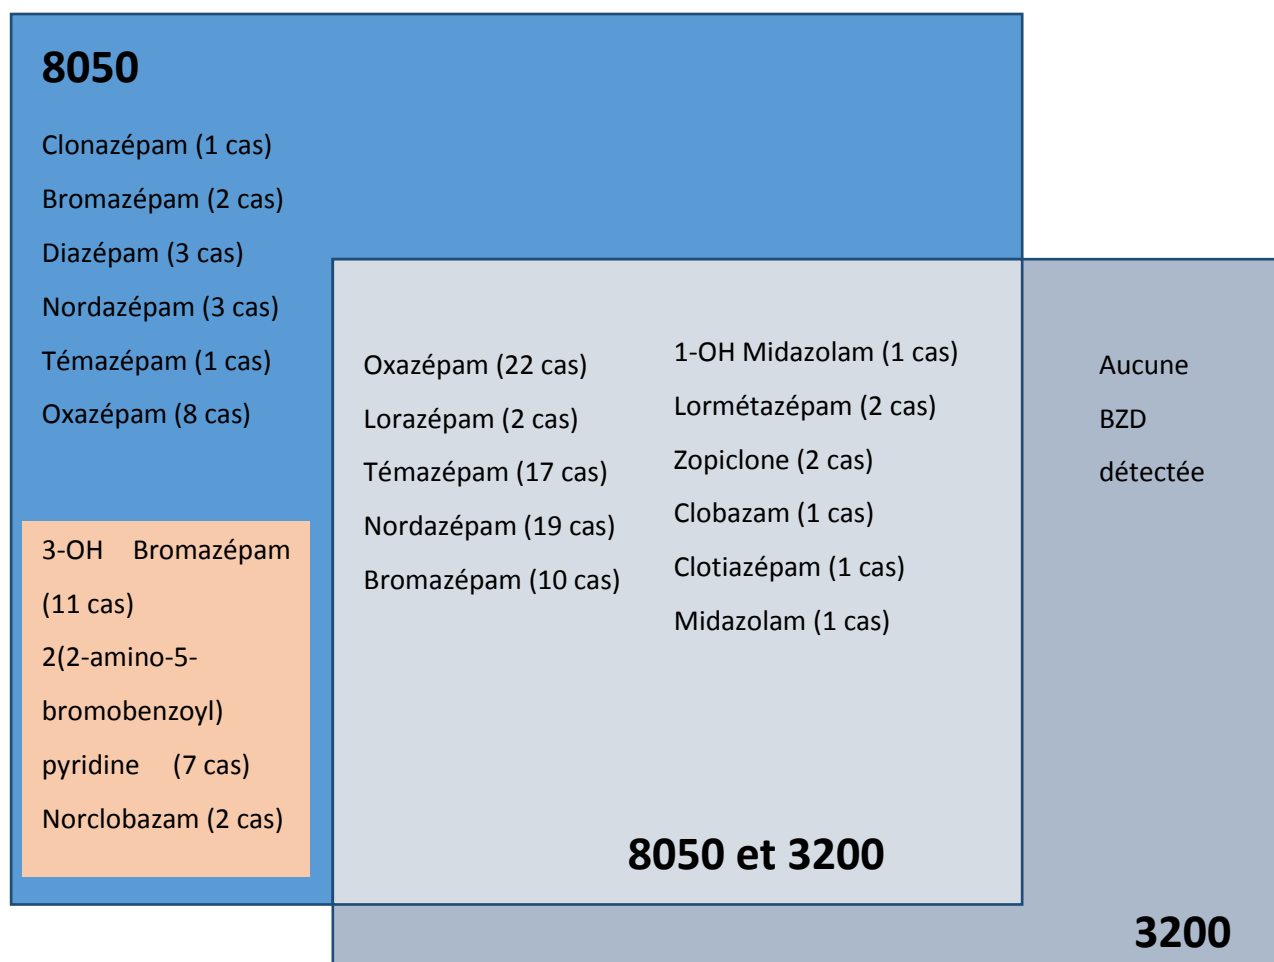 8050
Clonazépam (1 cas)
Bromazépam (2 cas)
Diazépam (3 cas)
Nordazépam (3 cas)
Témazépam (1 cas)
Oxazépam (8 cas)
3-OH Bromazépam
(11 cas)
2(2-amino-5-
bromobenzoyl)
pyridine (7 cas)
Norclobazam (2 cas)
Oxazépam (22 cas)
Lorazépam (2 cas)
Témazépam (17 cas)
Nordazépam (19 cas)
Bromazépam (10 cas)
1-OH Midazolam (1 cas)
Lormétazépam (2 cas)
Zopiclone (2 cas)
Clobazam (1 cas)
Clotiazépam (1 cas)
Midazolam (1 cas)
8050 et 3200
Aucune
BZD
détectée
3200